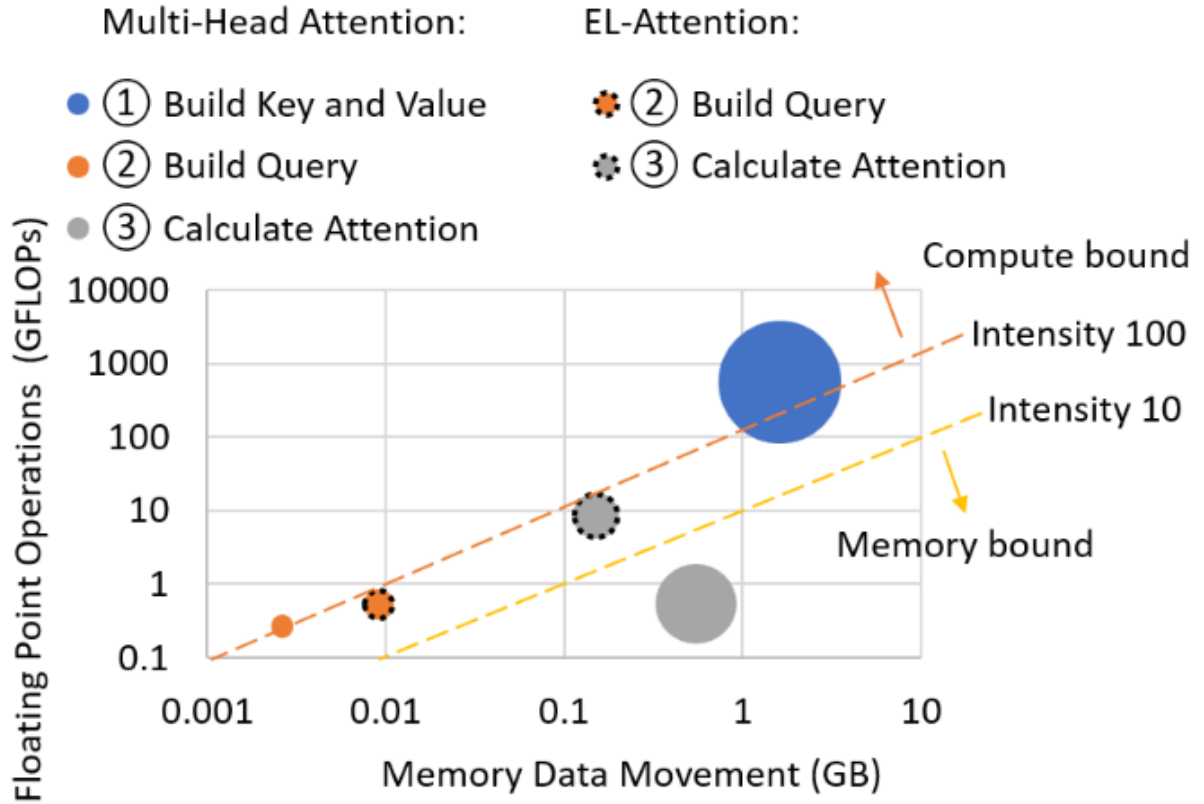 Multi-Head Attention: EL-Attention:
① Build Key and Value ② Build Query
② Build Query ③ Calculate Attention
③ Calculate Attention
Floating Point Operations (GFLOPs)
Compute bound
10000
Intensity 100
1000
Intensity 10
100
10
Memory bound
1
0.1
0.001 0.01 0.1 1 10
Memory Data Movement (GB)